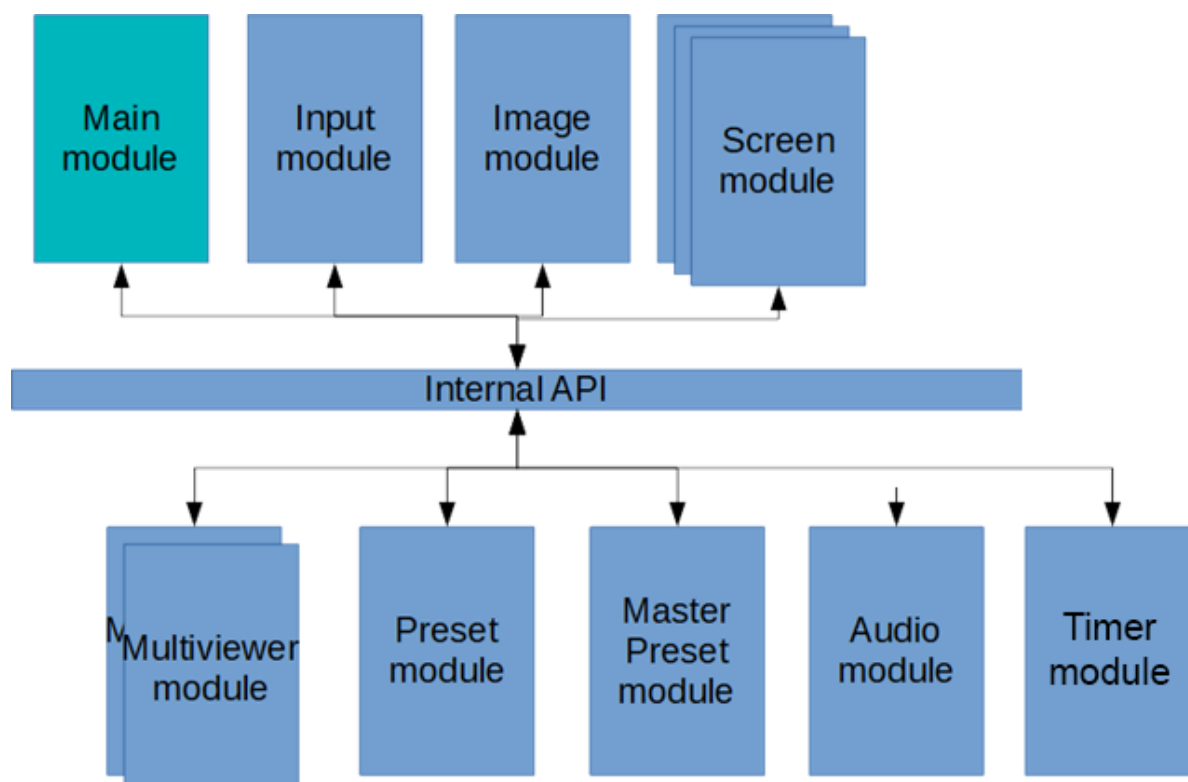 Main
module
Input
module
Image
module
Screen
module
Internal API
M
Multiviewer
module
Preset
module
Master
Preset
module
Audio
module
Timer
module